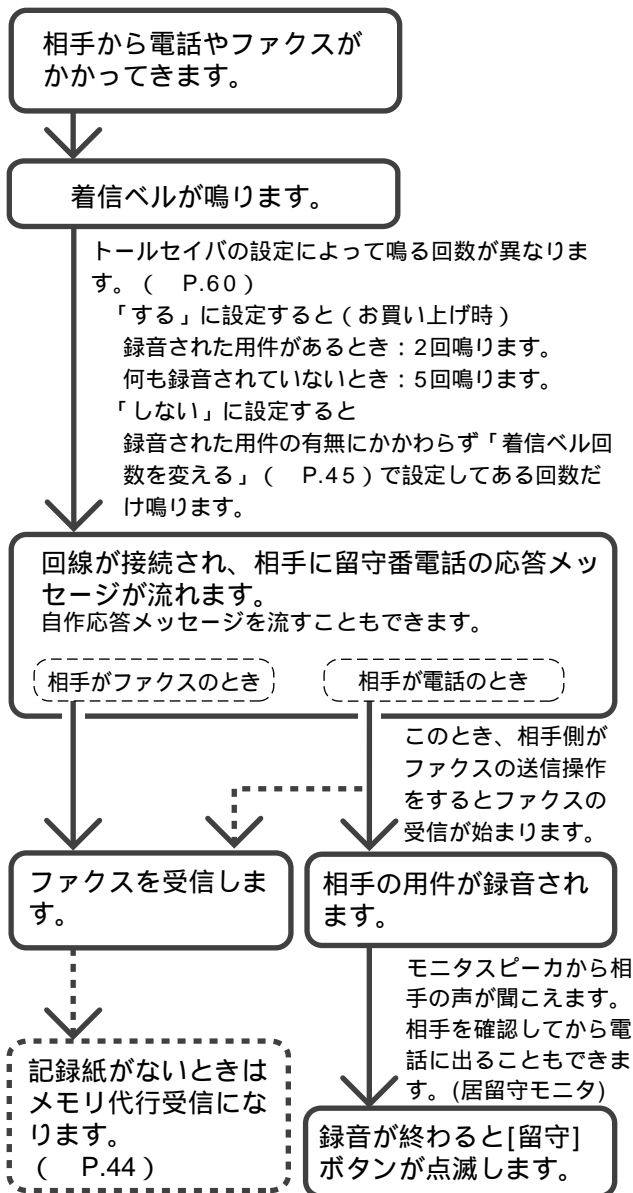 相手から電話やファクスが
かかってきます。
着信ベルが鳴ります。
トールセイバの設定によって鳴る回数が異なりま
す。( P.60)
「する」に設定すると(お買い上げ時)
録音された用件があるとき:2回鳴ります。
何も録音されていないとき:5回鳴ります。
「しない」に設定すると
録音された用件の有無にかかわらず「着信ベル回
数を変える」( P.45)で設定してある回数だ
け鳴ります。
回線が接続され、相手に留守番電話の応答メッ
セージが流れます。
自作応答メッセージを流すこともできます。
相手がファクスのとき
相手が電話のとき
このとき、相手側が
ファクスの送信操作
をするとファクスの
受信が始まります。
ファクスを受信しま
す。
相手の用件が録音され
ます。
モニタスピーカから相
手の声が聞こえます。
相手を確認してから電
話に出ることもできま
す。(居留守モニタ)
記録紙がないときは
メモリ代行受信にな
ります。
( P.44)
録音が終わると[留守]
ボタンが点滅します。